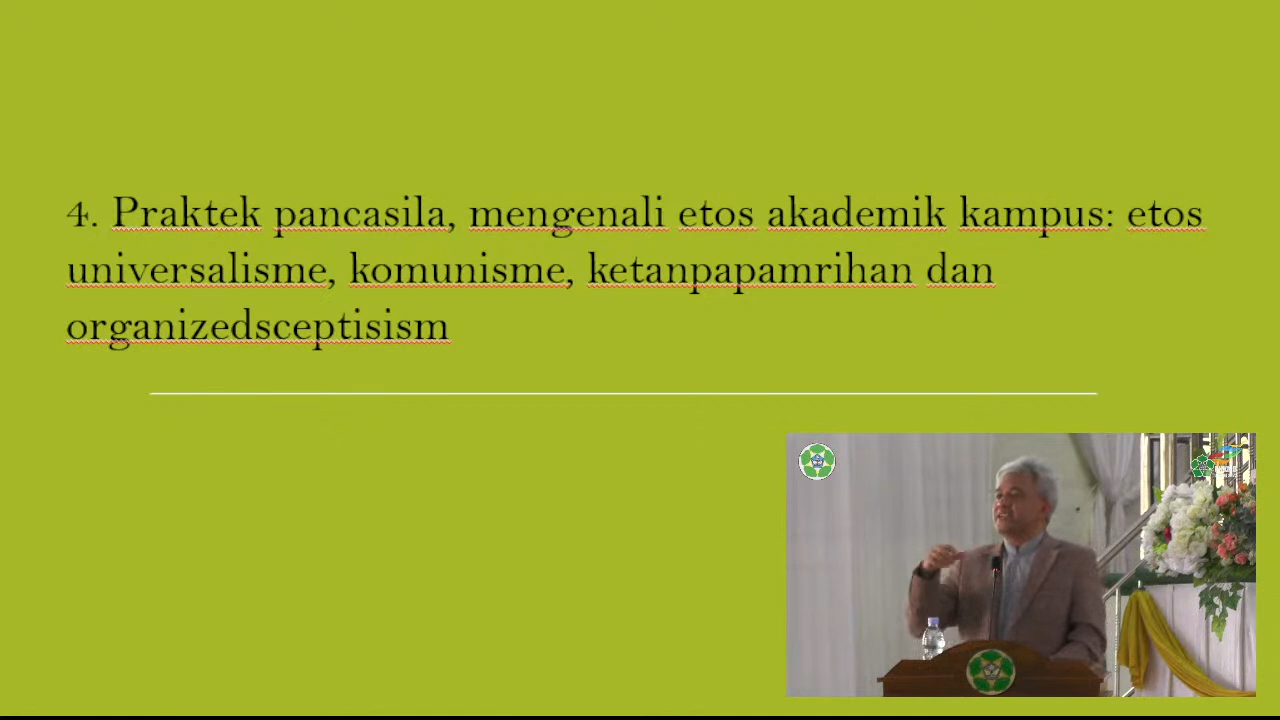 4. Praktek pancasila, mengenali etos akademik kampus: etos
universalisme, komunisme, ketanpapamrihan dan
organizedsceptisism